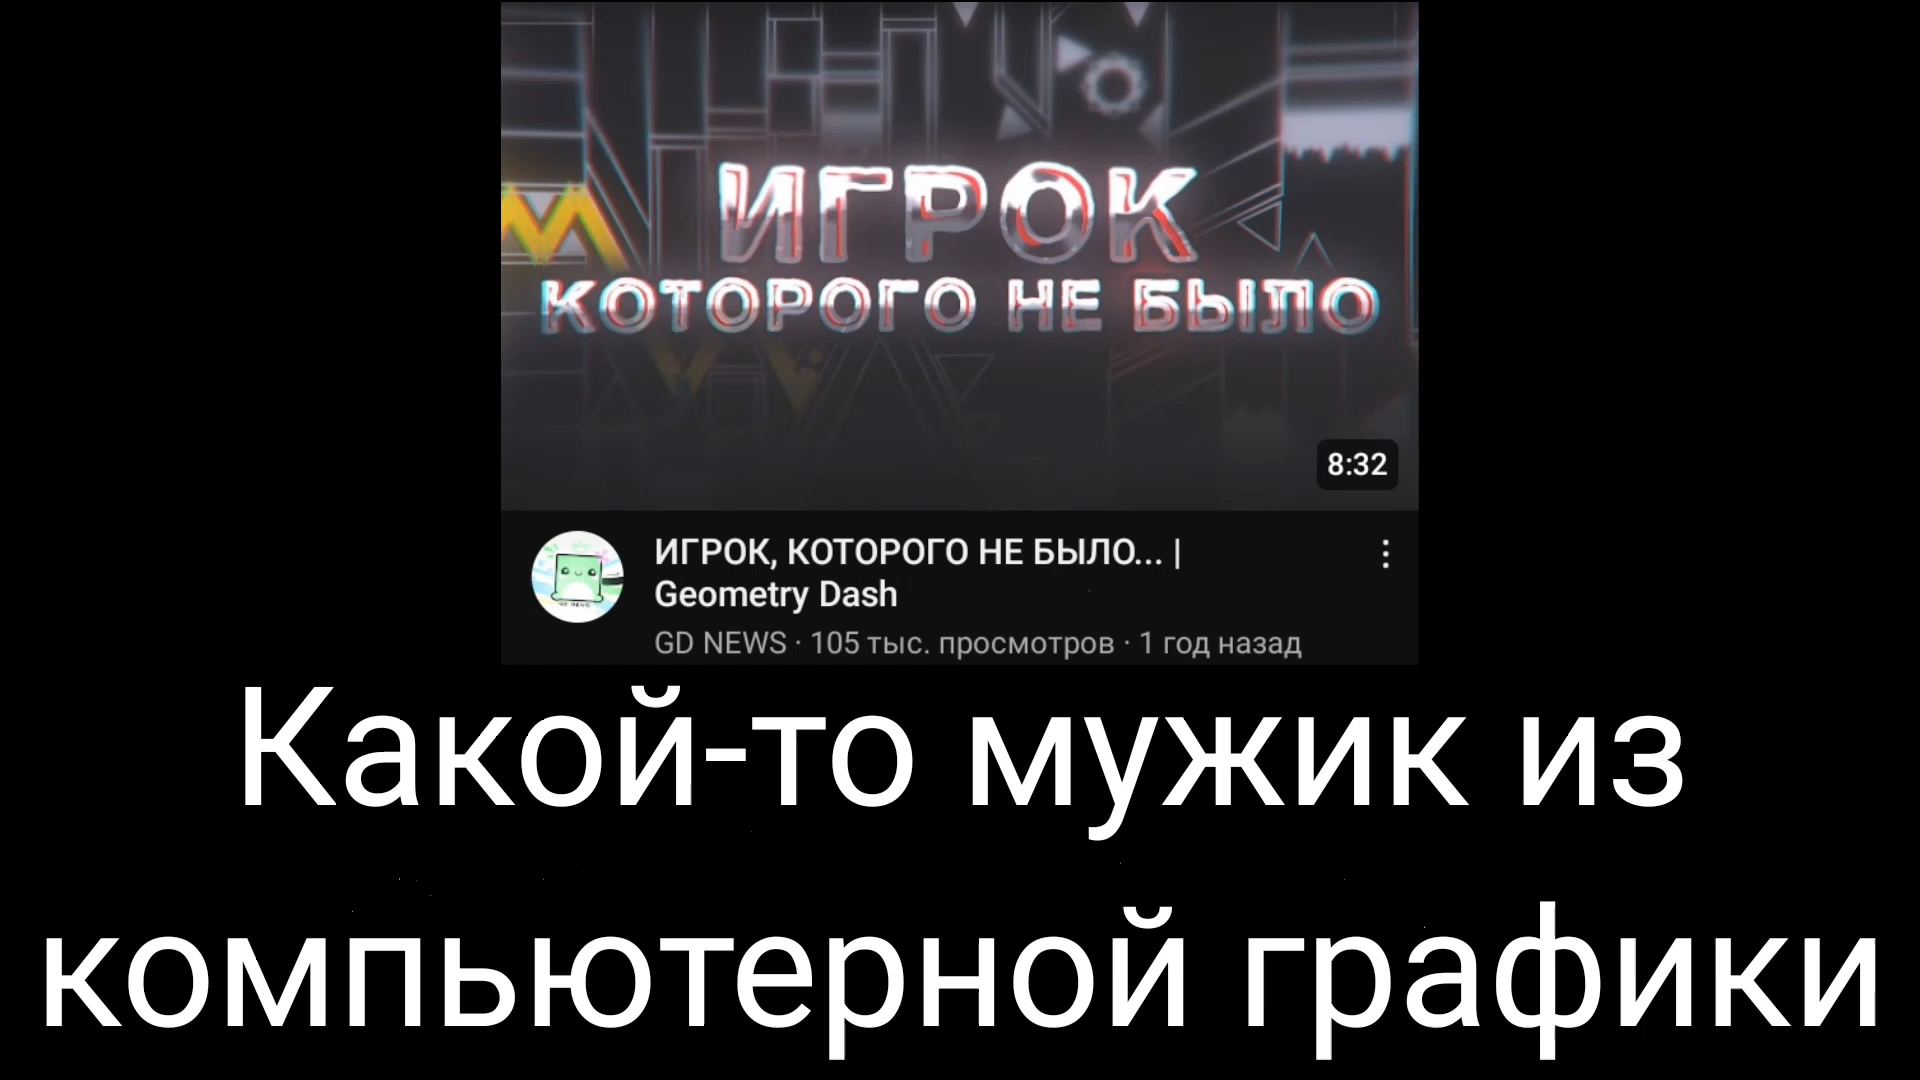 ИГРОК
КОТОРОГО НЕ БЫЛО
8:32
ИГРОК, КОТОРОГО НЕ БЫЛО... |
Geometry Dash
GD NEWS · 105 тыс. просмотров · 1 год назад
Какой-то мужик из
компьютерной графики